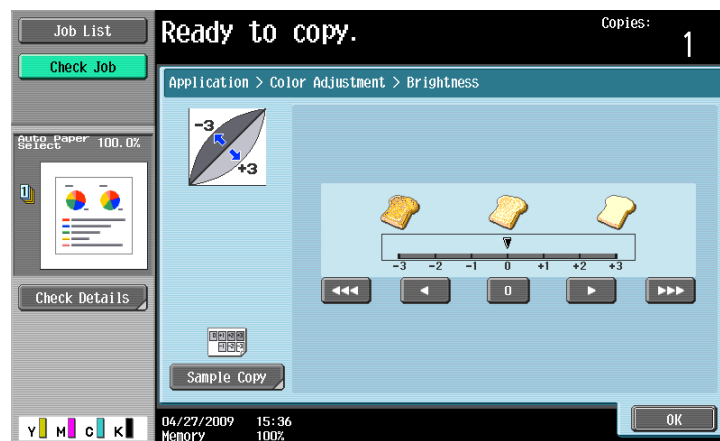 Job List
Check Job
Ready to copy.
Copies:
1
Application > Color Adjustment > Brightness
Auto Paper
Select
100.0%
1
-3
+3
-3 -2 -1 0 +1 +2 +3
0
Check Details
Sample Copy
Y M C K
04/27/2009 15:36
Memory 100%
OK